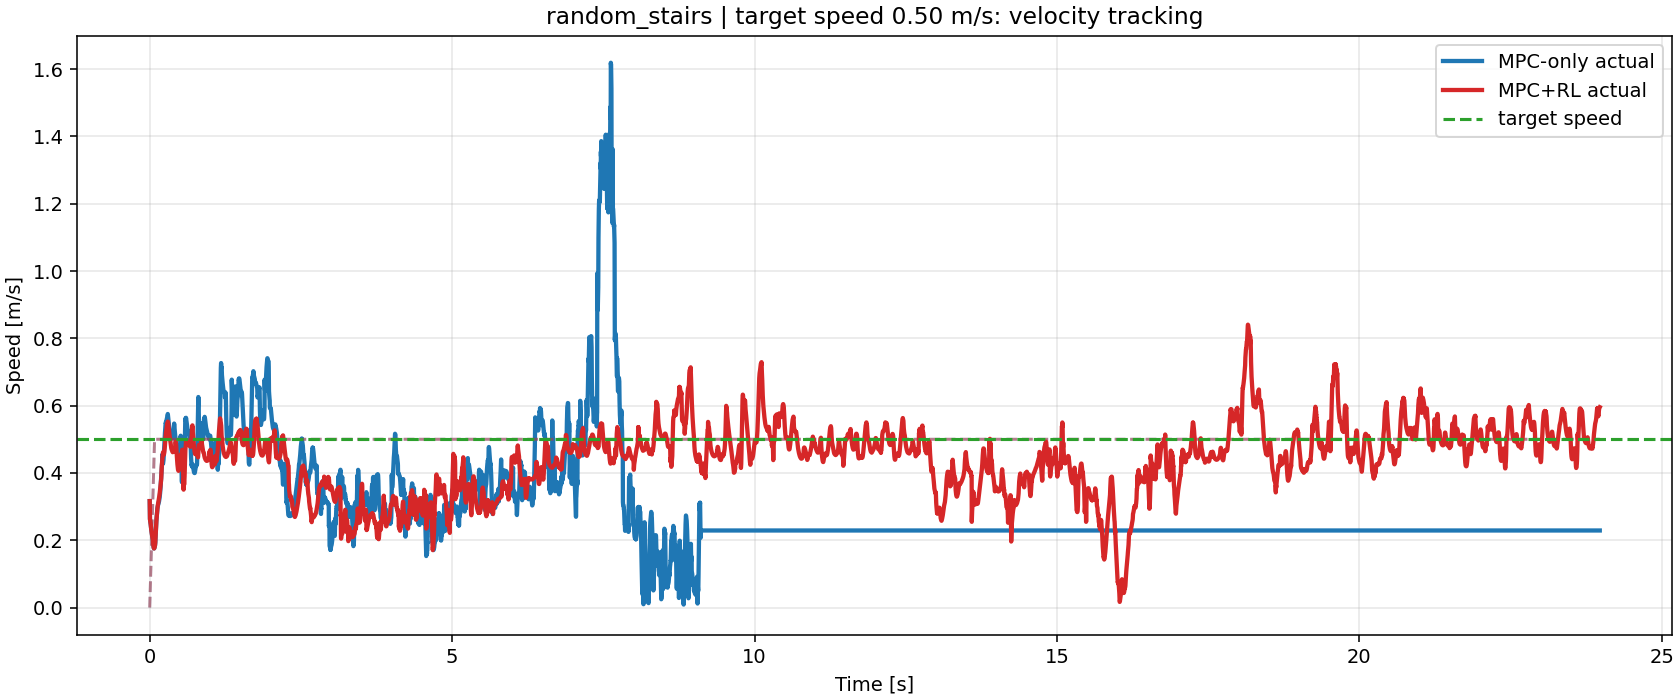 random_stairs | target speed 0.50 m/s: velocity tracking
MPC-only actual
MPC+RL actual
target speed
Speed [m/s]
1.6
1.4
1.2
1.0
0.8
0.6
0.4
0.2
0.0
0 5 10 15 20 25
Time [s]